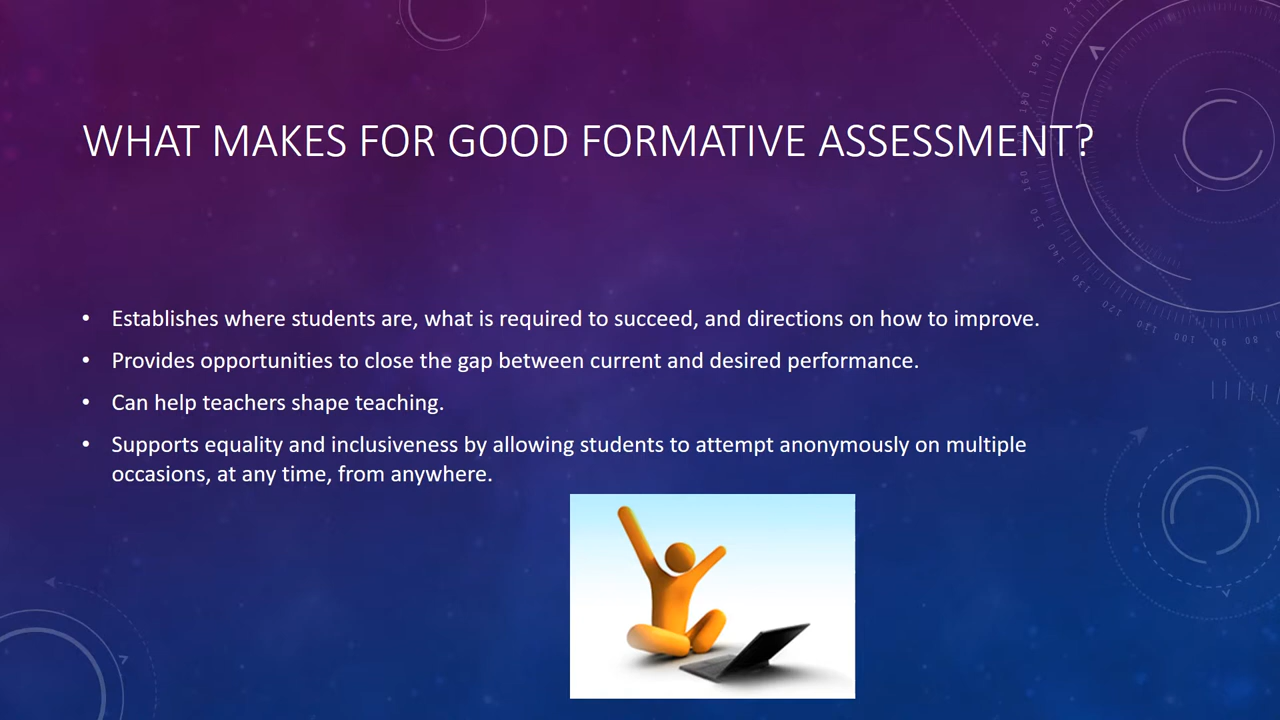 WHAT MAKES FOR GOOD FORMATIVE ASSESSMENT?
• Establishes where students are, what is required to succeed, and directions on how to improve.
• Provides opportunities to close the gap between current and desired performance.
• Can help teachers shape teaching.
• Supports equality and inclusiveness by allowing students to attempt anonymously on multiple
occasions, at any time, from anywhere.